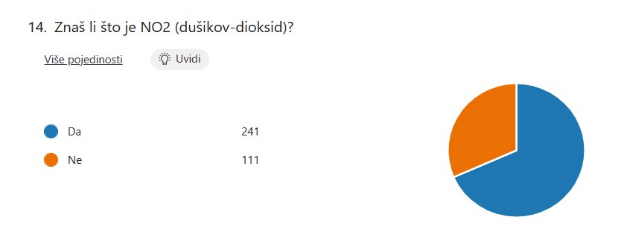 14. Znaš li što je NO2 (dušikov-dioksid)?
Više pojedinosti Uvidi
Da 241
Ne 111